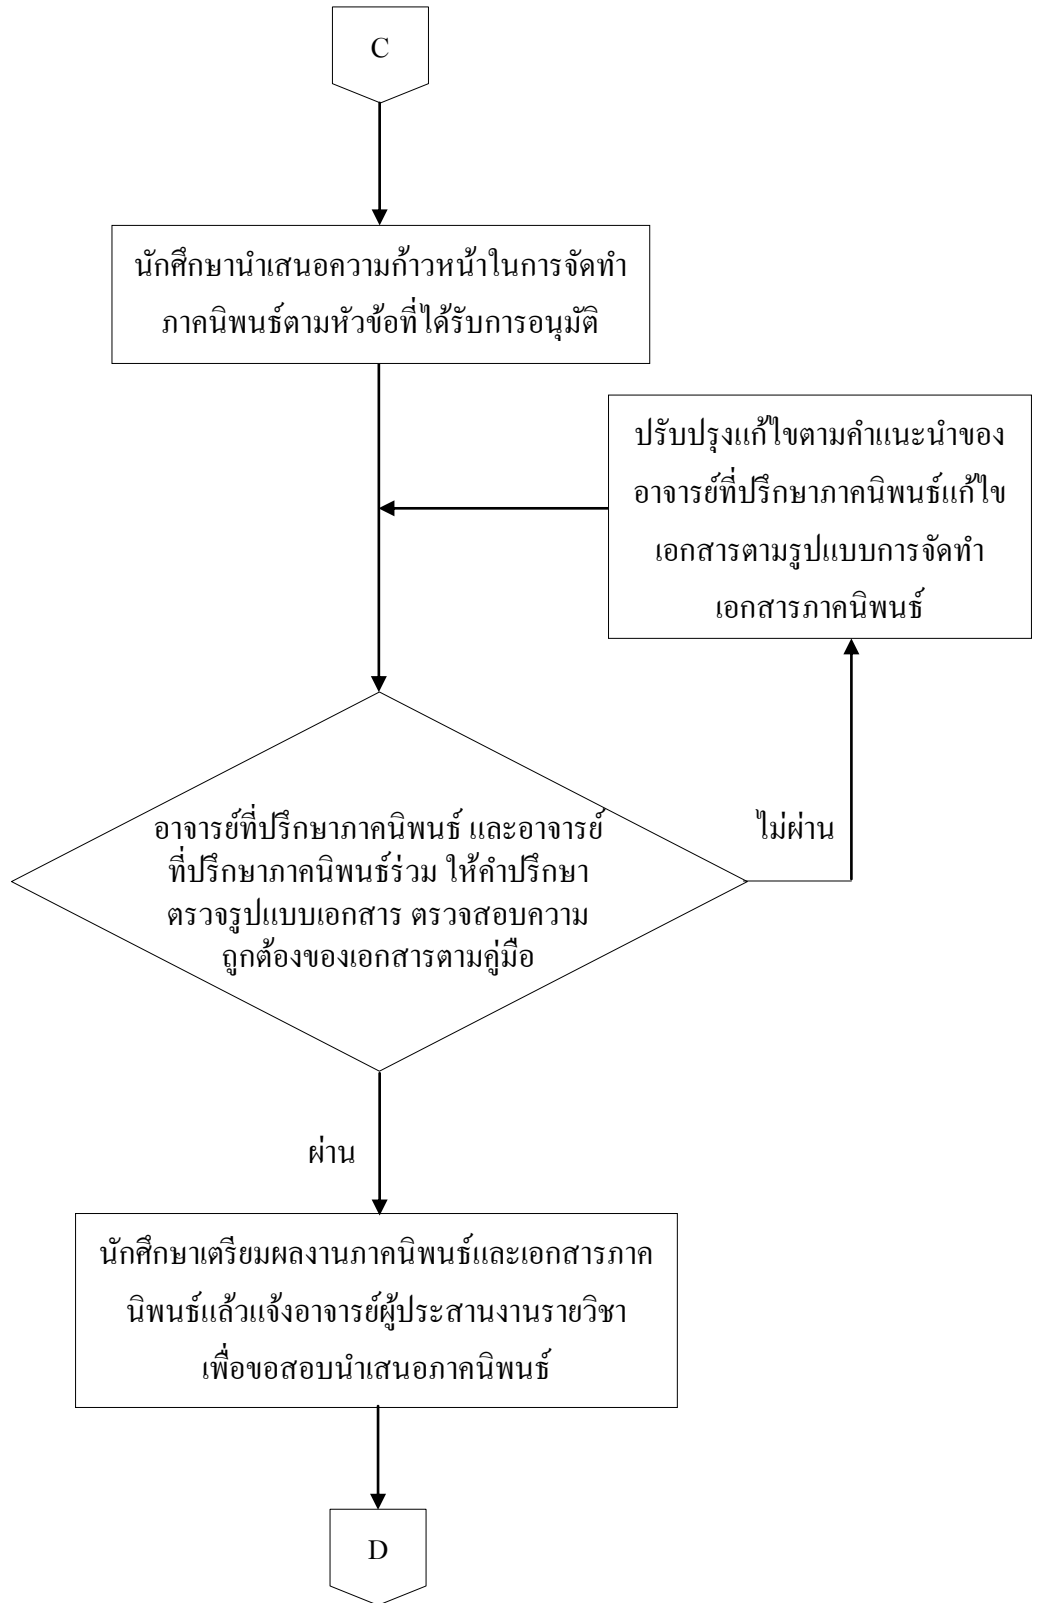 C
นักศึกษานำเสนอความก้าวหน้าในการจัดทำ
ภาคนิพนธ์ตามหัวข้อที่ได้รับการอนุมัติ
ปรับปรุงแก้ไขตามคำแนะนำของ
อาจารย์ที่ปรึกษาภาคนิพนธ์แก้ไข
เอกสารตามรูปแบบการจัดทำ
เอกสารภาคนิพนธ์
อาจารย์ที่ปรึกษาภาคนิพนธ์ และอาจารย์
ที่ปรึกษาภาคนิพนธ์ร่วม ให้คำปรึกษา
ตรวจรูปแบบเอกสาร ตรวจสอบความ
ถูกต้องของเอกสารตามคู่มือ
ไม่ผ่าน
ผ่าน
นักศึกษาเตรียมผลงานภาคนิพนธ์และเอกสารภาค
นิพนธ์แล้วแจ้งอาจารย์ผู้ประสานงานรายวิชา
เพื่อขอสอบนำเสนอภาคนิพนธ์
D